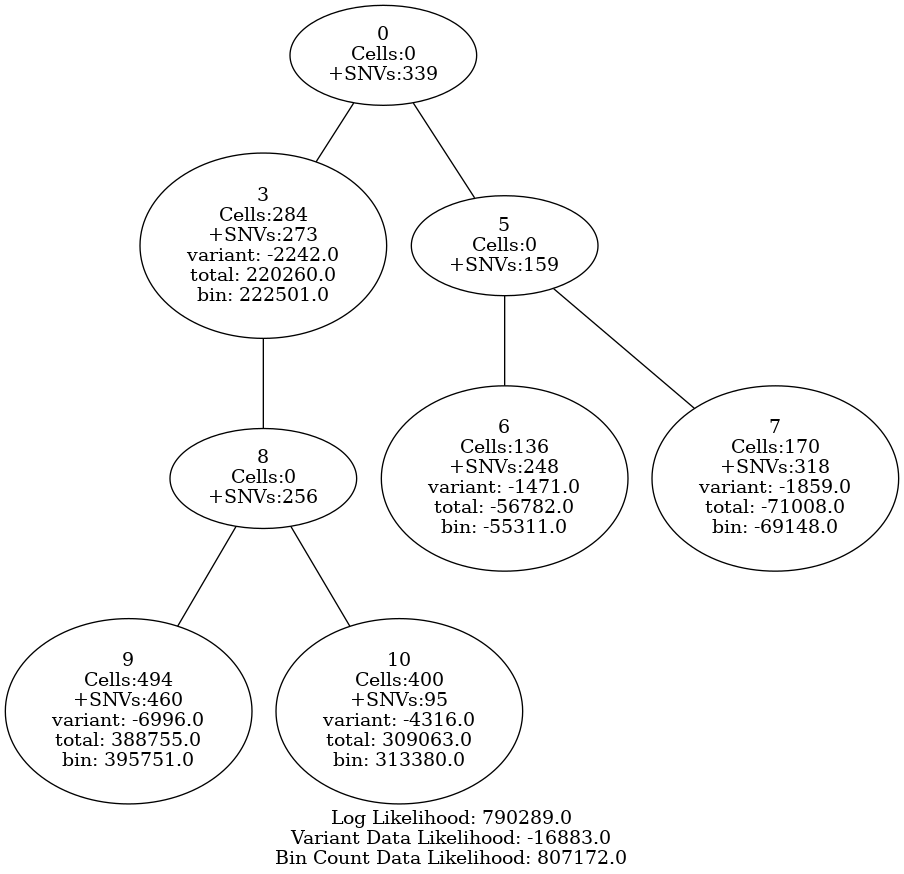 0
Cells:0
+SNVs:339
3
Cells:284
+SNVs:273
variant: -2242.0
total: 220260.0
bin: 222501.0
5
Cells:0
+SNVs:159
8
Cells:0
+SNVs:256
6
Cells:136
+SNVs:248
variant: -1471.0
total: -56782.0
bin: -55311.0
7
Cells:170
+SNVs:318
variant: -1859.0
total: -71008.0
bin: -69148.0
9
Cells:494
+SNVs:460
variant: -6996.0
total: 388755.0
bin: 395751.0
10
Cells:400
+SNVs:95
variant: -4316.0
total: 309063.0
bin: 313380.0
Log Likelihood: 790289.0
Variant Data Likelihood: -16883.0
Bin Count Data Likelihood: 807172.0